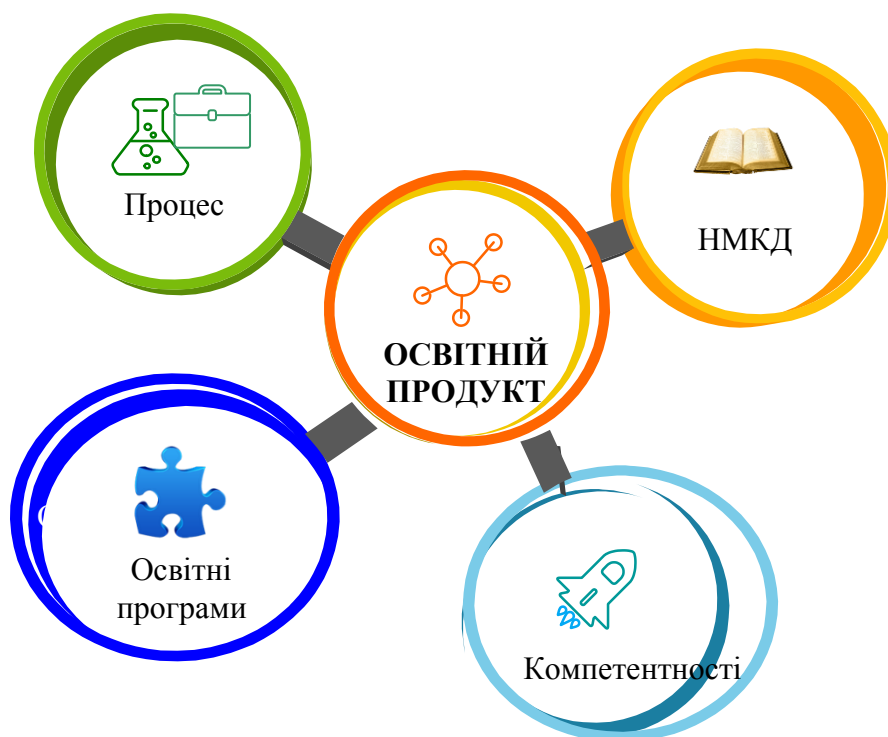 Процес
НМКД
ОСВІТНІЙ
ПРОДУКТ
Освітні
програми
Компетентності